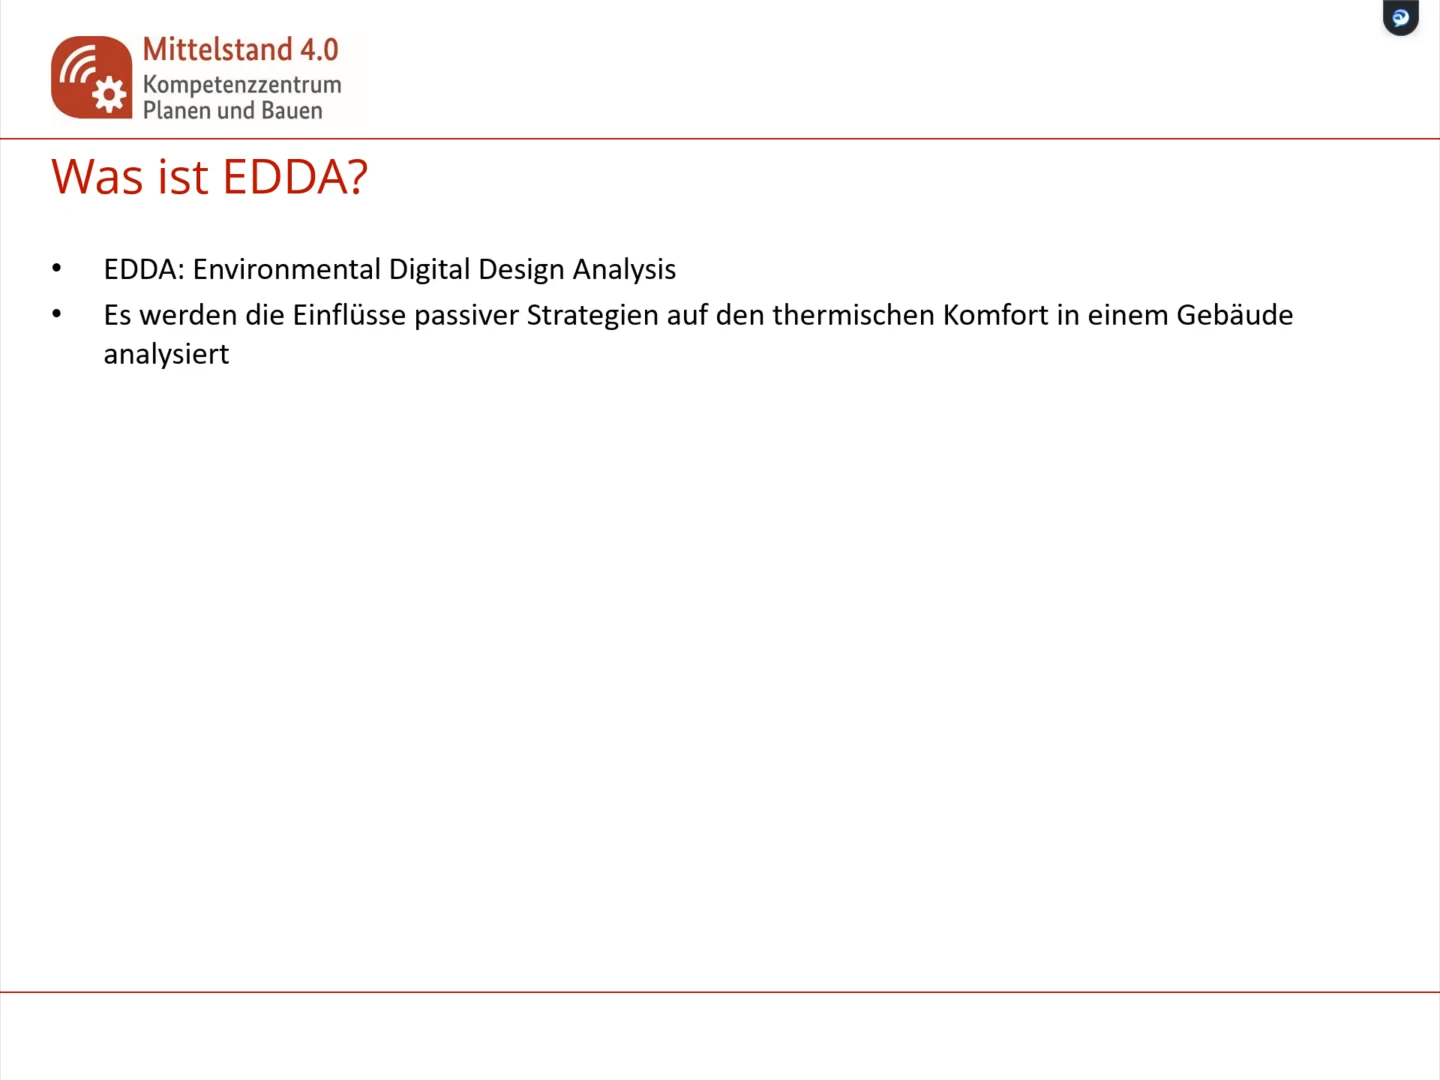 Mittelstand 4.0
Kompetenzzentrum
Planen und Bauen
Was ist EDDA?
• EDDA: Environmental Digital Design Analysis
• Es werden die Einflüsse passiver Strategien auf den thermischen Komfort in einem Gebäude
analysiert